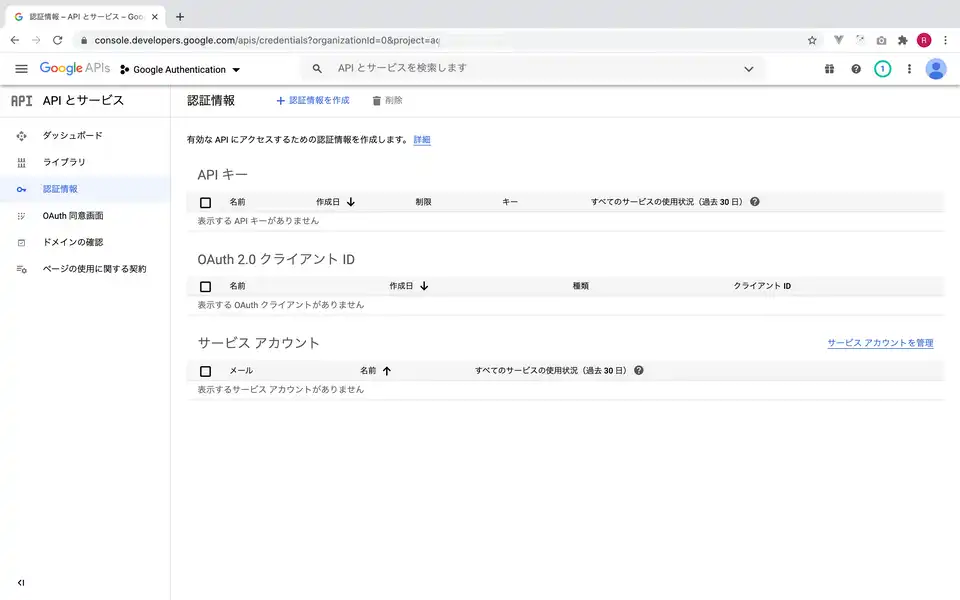 認証情報 – API とサービス – Goo
console.developers.google.com/apis/credentials?organizationId=0&project=
R
Google APIs
Google Authentication
API とサービスを検索します
1
API
API とサービス
認証情報
認証情報を作成
削除
ダッシュボード
ライブラリ
認証情報
OAuth 同意画面
ドメインの確認
ページの使用に関する契約
有効な API にアクセスするための認証情報を作成します。 詳細
API キー
名前 作成日 制限 キー すべてのサービスの使用状況（過去 30 日）
表示する API キーがありません
OAuth 2.0 クライアント ID
名前 作成日 種類 クライアント ID
表示する OAuth クライアントがありません
サービス アカウント
サービス アカウントを管理
メール 名前 すべてのサービスの使用状況（過去 30 日）
表示するサービス アカウントがありません